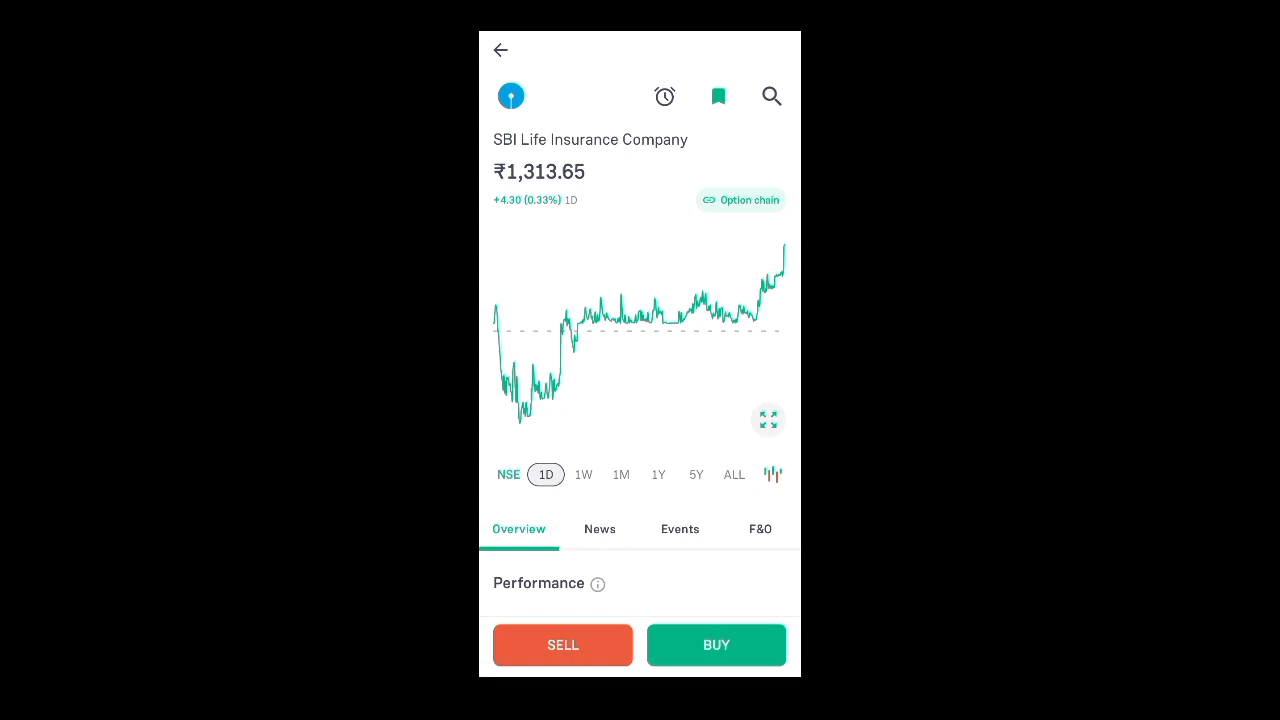 SBI Life Insurance Company
₹1,313.65
+4.30 (0.33%) 1D
Option chain
NSE 1D 1W 1M 1Y 5Y ALL
Overview News Events F&O
Performance
SELL BUY